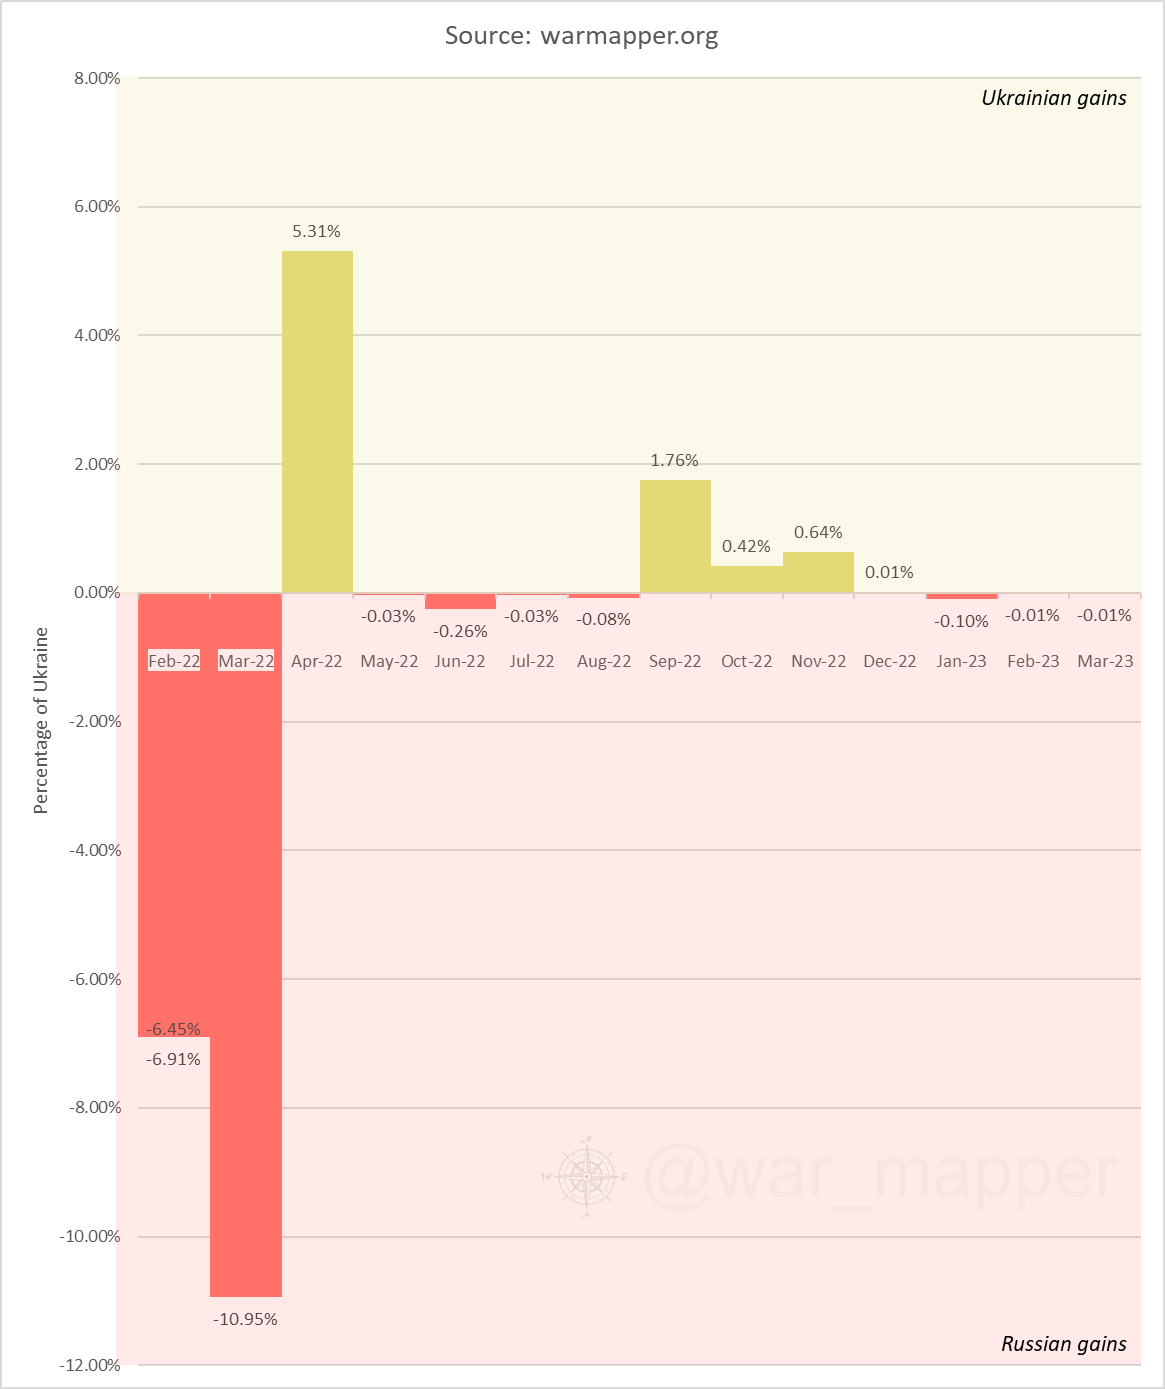 Source: warmapper.org
8.00%
Ukrainian gains
6.00%
5.31%
4.00%
2.00%
1.76%
0.64%
0.42%
0.01%
0.00%
-0.03%
-0.26%
-0.03%
-0.08%
-0.10%
-0.01%
-0.01%
Feb-22 Mar-22 Apr-22 May-22 Jun-22 Jul-22 Aug-22 Sep-22 Oct-22 Nov-22 Dec-22 Jan-23 Feb-23 Mar-23
Percentage of Ukraine
-2.00%
-4.00%
-6.00%
-6.45%
-6.91%
-8.00%
N
W
E
S
@war_mapper
-10.00%
-10.95%
Russian gains
-12.00%